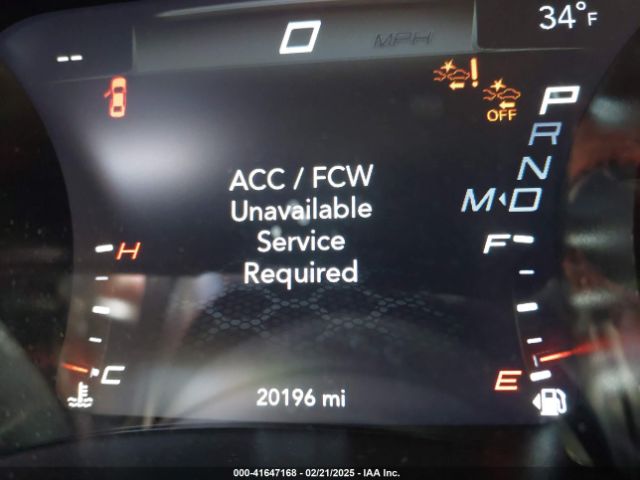 34°F
--
0 MPH
OFF
P
R
N
M D
ACC / FCW
Unavailable
Service
Required
H
F
C
E
20196 mi
000-41647168 - 02/21/2025 - IAA Inc.